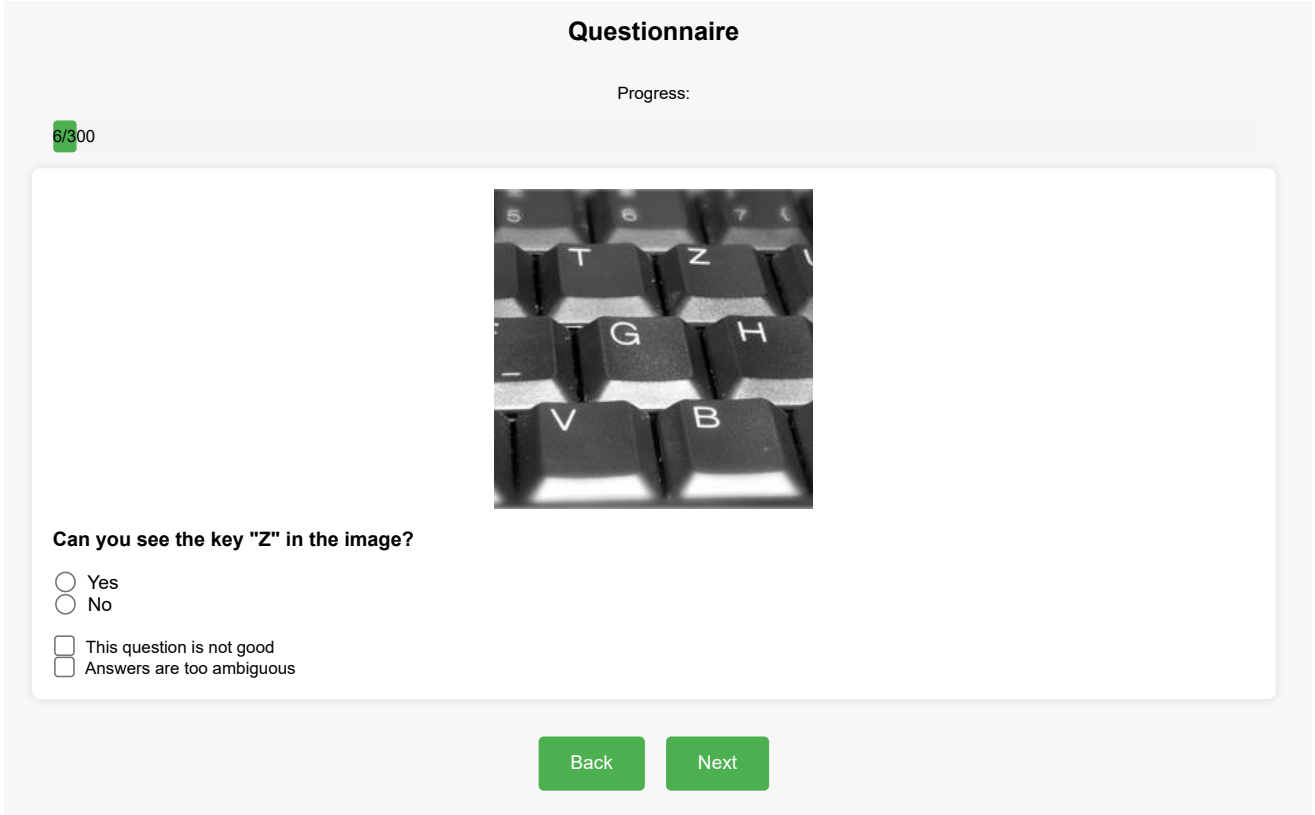 Questionnaire
Progress:
6/300
5 6 7 {
T Z
G H
_
V B
Can you see the key "Z" in the image?
Yes
No
This question is not good
Answers are too ambiguous
Back Next